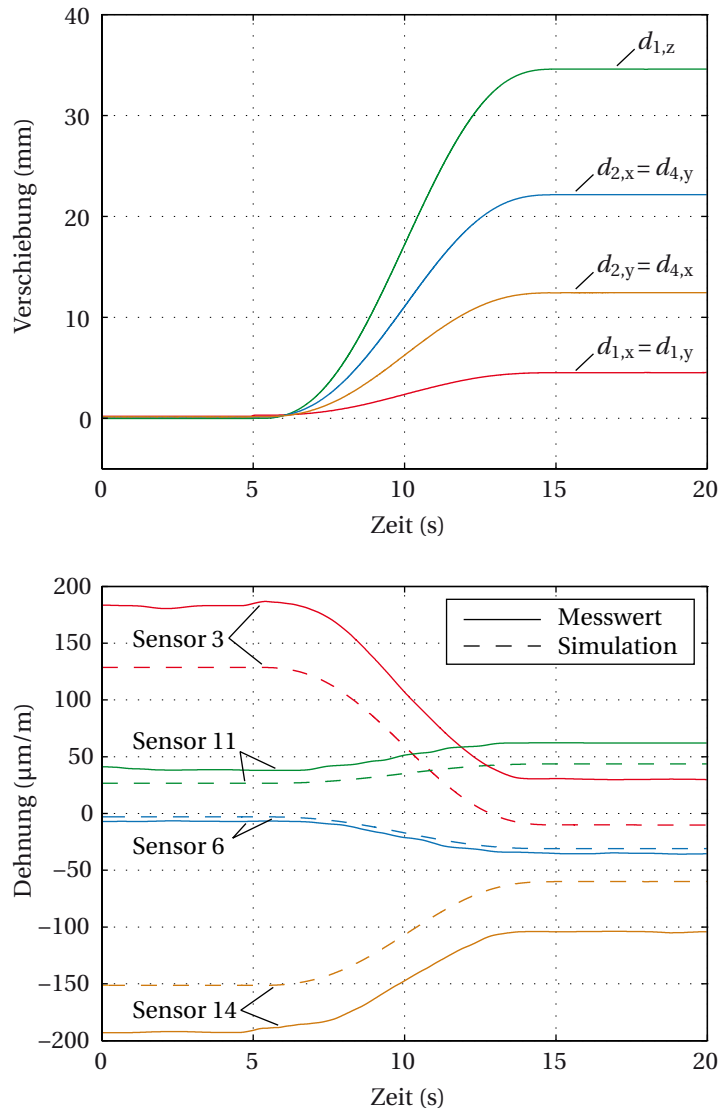 40
30
20
10
0
Verschiebung (mm)
d1,z
d2,x = d4,y
d2,y = d4,x
d1,x = d1,y
0 5 10 15 20
Zeit (s)
200
150
100
50
0
−50
−100
−150
−200
Dehnung (µm/m)
Messwert
Simulation
Sensor 3
Sensor 11
Sensor 6
Sensor 14
0 5 10 15 20
Zeit (s)